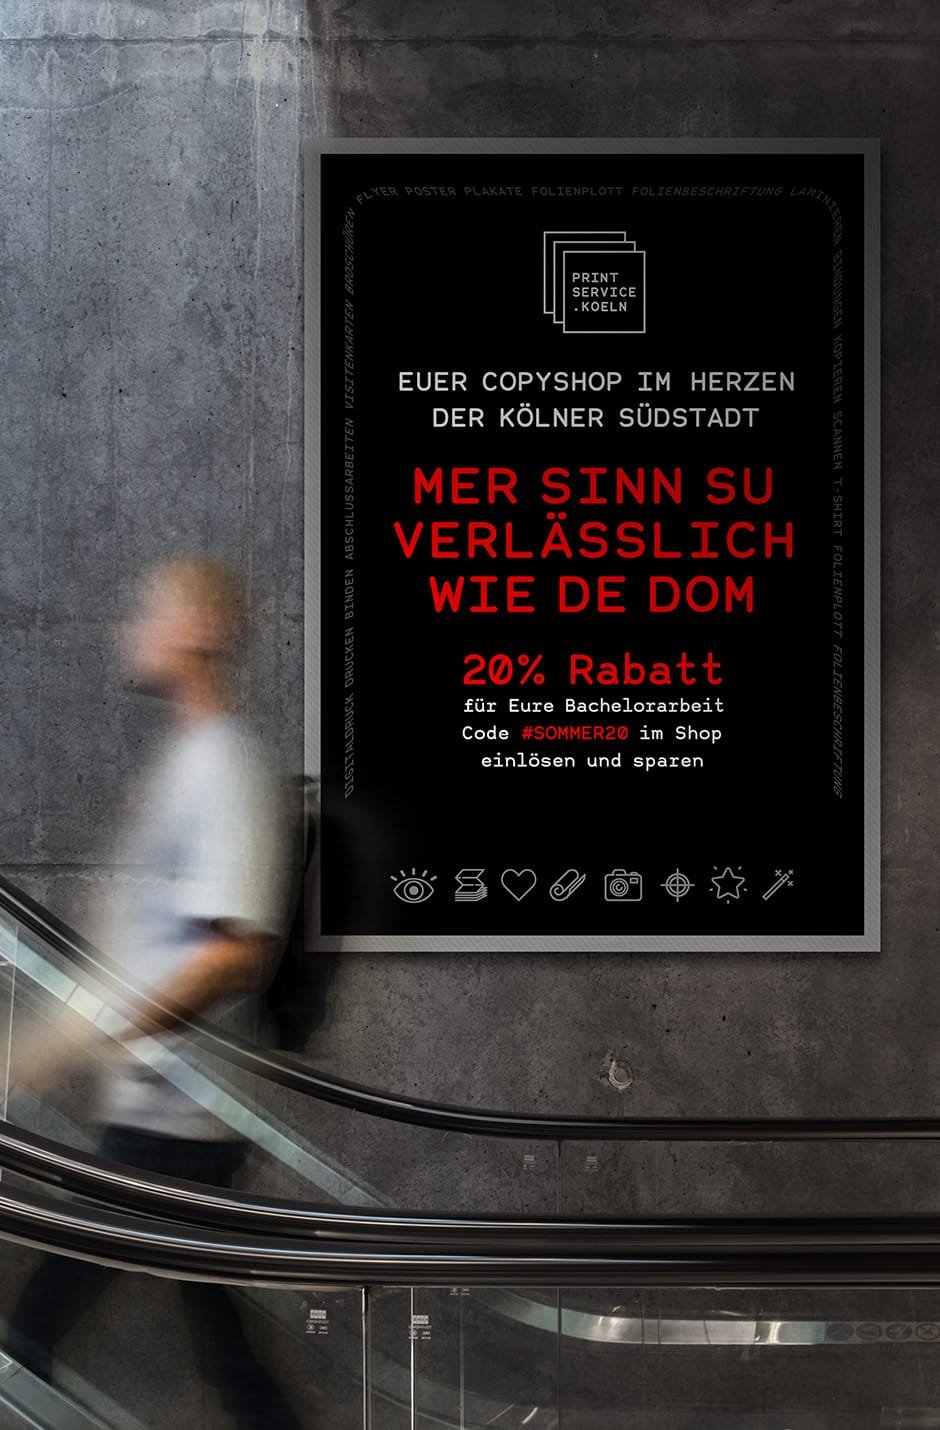 DIGITALDRUCK DRUCKEN BINDEN ABSCHLUSSARBEITEN VISITENKARTEN BROSCHÜREN FLYER POSTER PLAKATE FOLIENPLOTT FOLIENBESCHRIFTUNG LAMINIEREN BINDUNGEN KOPIEREN SCANNEN T-SHIRT FOLIENPLOTT FOLIENBESCHRIFTUNG
PRINT
SERVICE
.KOELN
EUER COPYSHOP IM HERZEN
DER KÖLNER SÜDSTADT
MER SINN SU
VERLÄSSLICH
WIE DE DOM
20% Rabatt
für Eure Bachelorarbeit
Code #SOMMER20 im Shop
einlösen und sparen